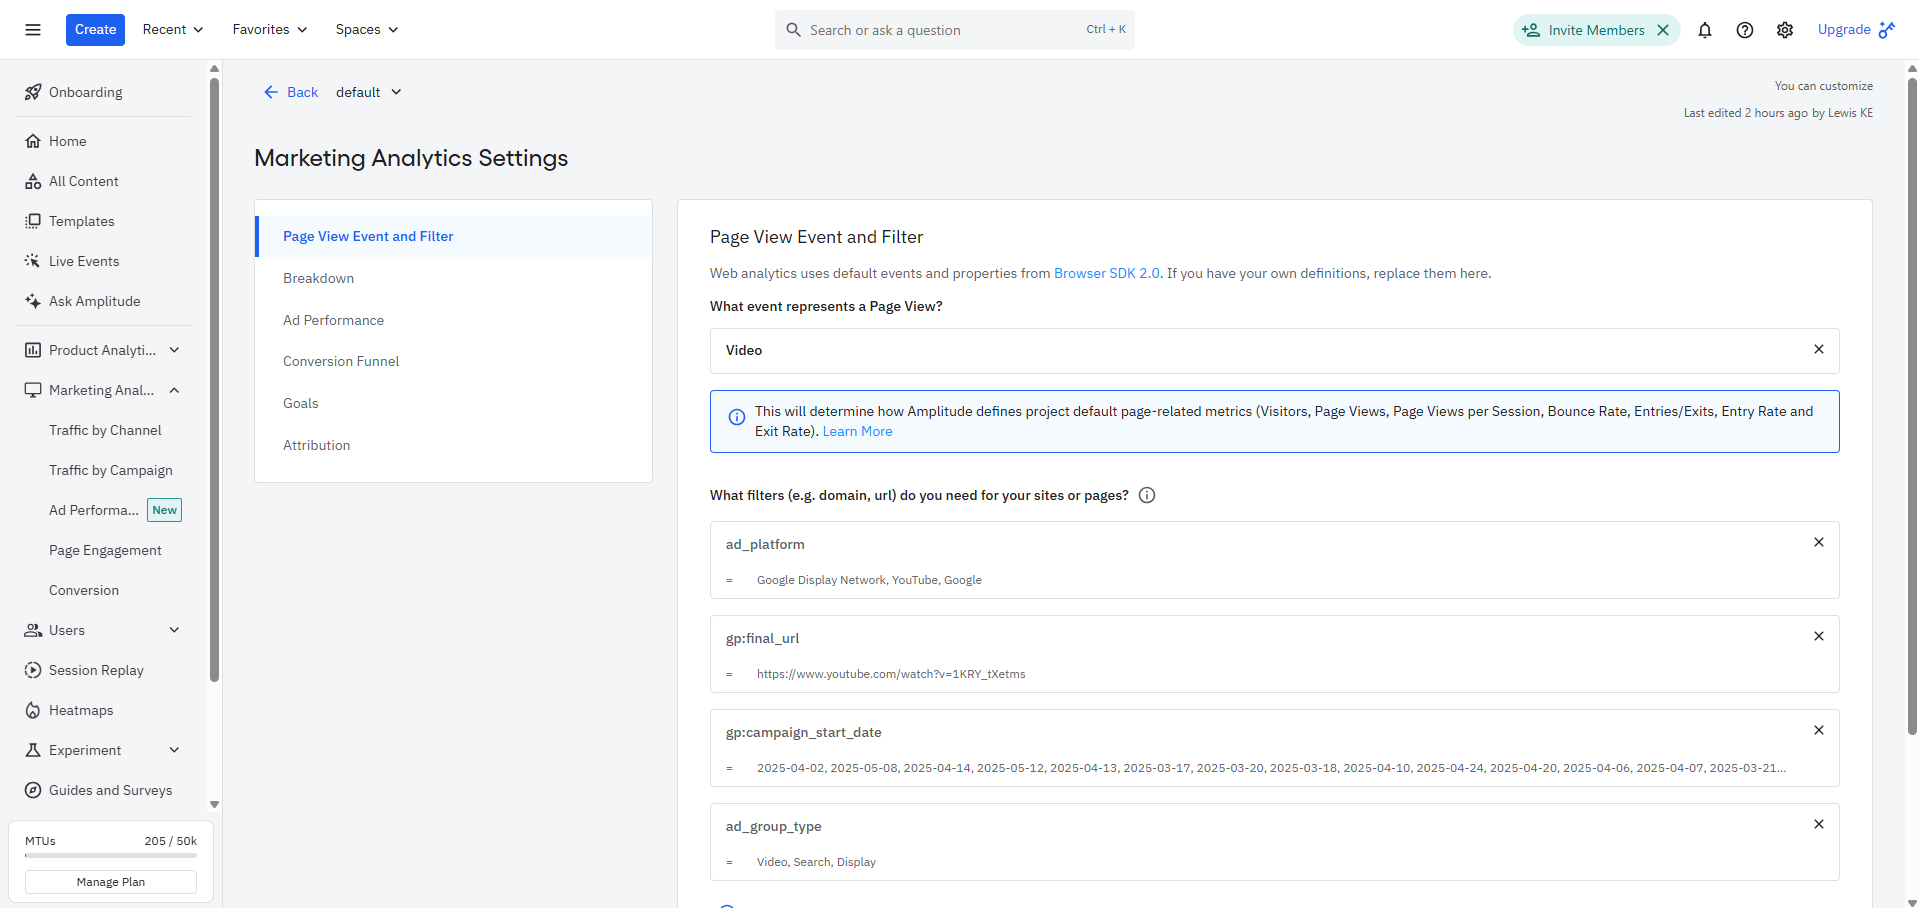 Create
Recent
Favorites
Spaces
Search or ask a question
Ctrl + K
Invite Members
Upgrade
Onboarding
Home
All Content
Templates
Live Events
Ask Amplitude
Product Analyti...
Marketing Anal...
Traffic by Channel
Traffic by Campaign
Ad Performa...
New
Page Engagement
Conversion
Users
Session Replay
Heatmaps
Experiment
Guides and Surveys
MTUs
205 / 50k
Manage Plan
Back
default
You can customize
Last edited 2 hours ago by Lewis KE
Marketing Analytics Settings
Page View Event and Filter
Breakdown
Ad Performance
Conversion Funnel
Goals
Attribution
Page View Event and Filter
Web analytics uses default events and properties from Browser SDK 2.0. If you have your own definitions, replace them here.
What event represents a Page View?
Video
This will determine how Amplitude defines project default page-related metrics (Visitors, Page Views, Page Views per Session, Bounce Rate, Entries/Exits, Entry Rate and
Exit Rate). Learn More
What filters (e.g. domain, url) do you need for your sites or pages?
ad_platform
= Google Display Network, YouTube, Google
gp:final_url
= https://www.youtube.com/watch?v=1KRY_tXetms
gp:campaign_start_date
= 2025-04-02, 2025-05-08, 2025-04-14, 2025-05-12, 2025-04-13, 2025-03-17, 2025-03-20, 2025-03-18, 2025-04-10, 2025-04-24, 2025-04-20, 2025-04-06, 2025-04-07, 2025-03-21...
ad_group_type
= Video, Search, Display